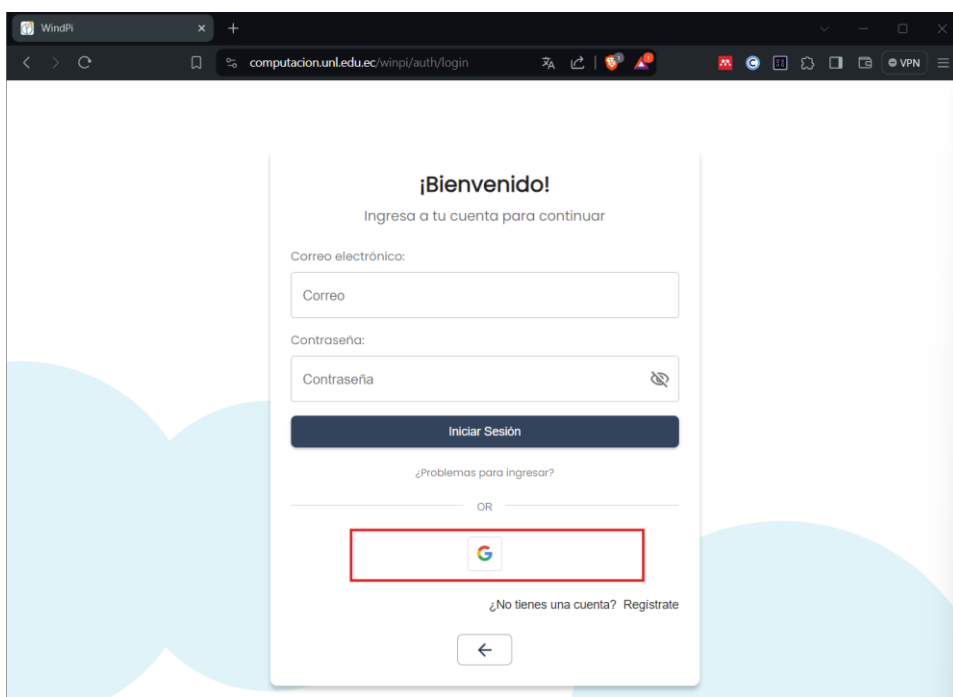 WindPi
computacion.unl.edu.ec/winpi/auth/login
VPN
¡Bienvenido!
Ingresa a tu cuenta para continuar
Correo electrónico:
Correo
Contraseña:
Contraseña
Iniciar Sesión
¿Problemas para ingresar?
OR
G
¿No tienes una cuenta? Regístrate